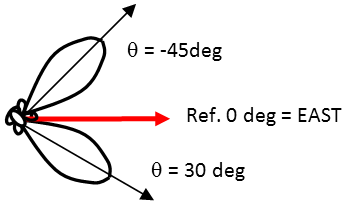 θ = -45deg
Ref. 0 deg = EAST
θ = 30 deg